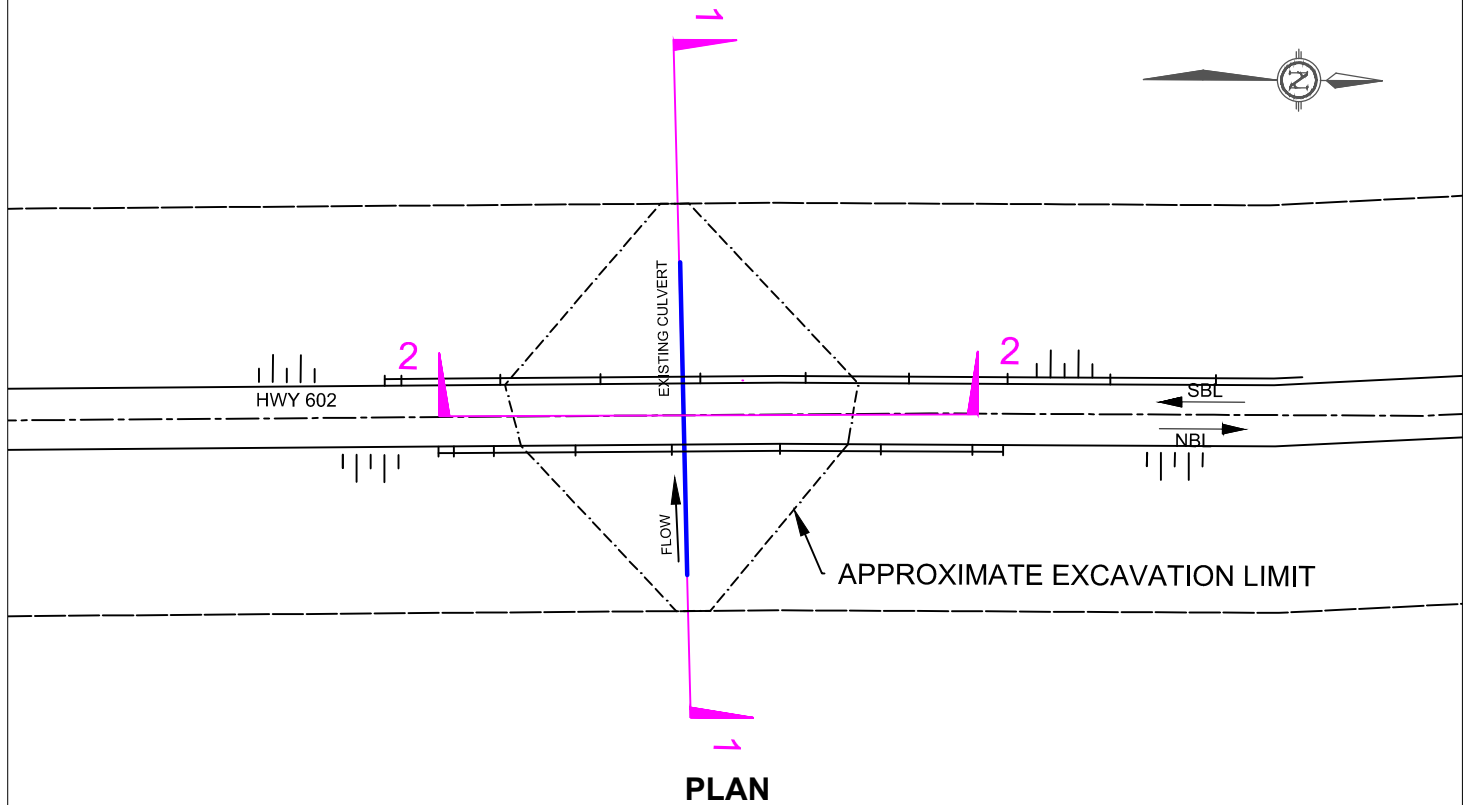 1
N
EXISTING CULVERT
2
2
HWY 602
SBL
NBL
FLOW
APPROXIMATE EXCAVATION LIMIT
1
PLAN